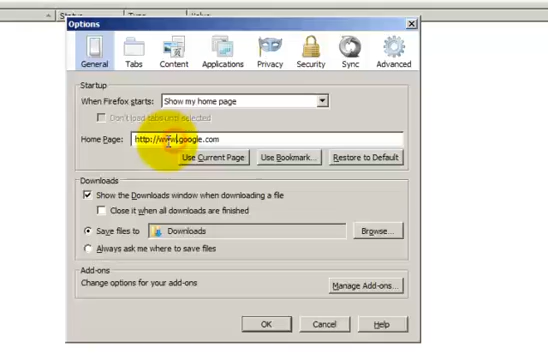 Status Type Value
Options
General Tabs Content Applications Privacy Security Sync Advanced
Startup
When Firefox starts: Show my home page
Don't load tabs until selected
Home Page: http://www.google.com
Use Current Page Use Bookmark... Restore to Default
Downloads
Show the Downloads window when downloading a file
Close it when all downloads are finished
Save files to Downloads Browse...
Always ask me where to save files
Add-ons
Change options for your add-ons
Manage Add-ons...
OK Cancel Help